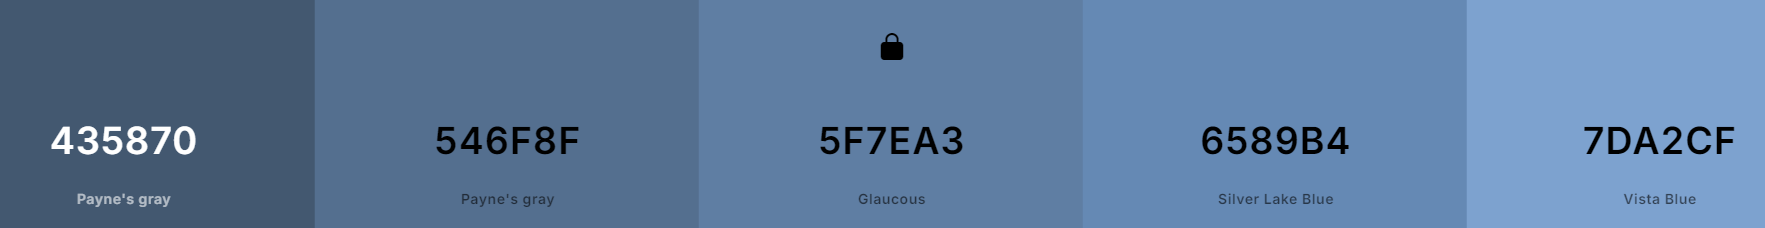 435870
546F8F
5F7EA3
6589B4
7DA2CF
Payne's gray
Payne's gray
Glaucous
Silver Lake Blue
Vista Blue